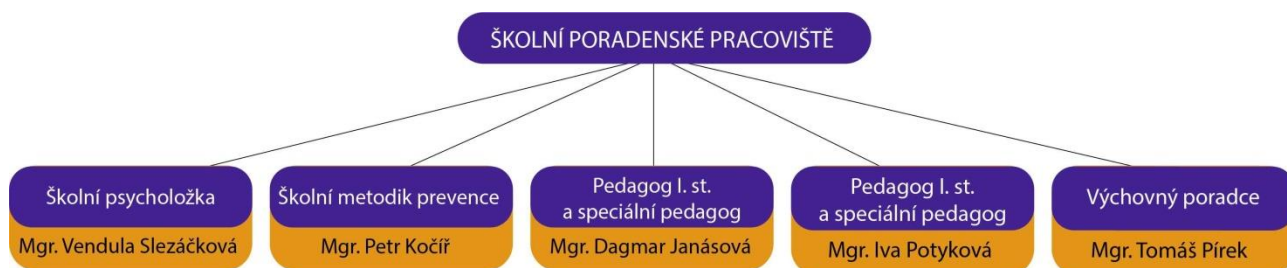 ŠKOLNÍ PORADENSKÉ PRACOVIŠTĚ
Školní psycholožka
Mgr. Vendula Slezáčková
Školní metodik prevence
Mgr. Petr Kočíř
Pedagog I. st.
a speciální pedagog
Mgr. Dagmar Janásová
Pedagog I. st.
a speciální pedagog
Mgr. Iva Potyková
Výchovný poradce
Mgr. Tomáš Pírek